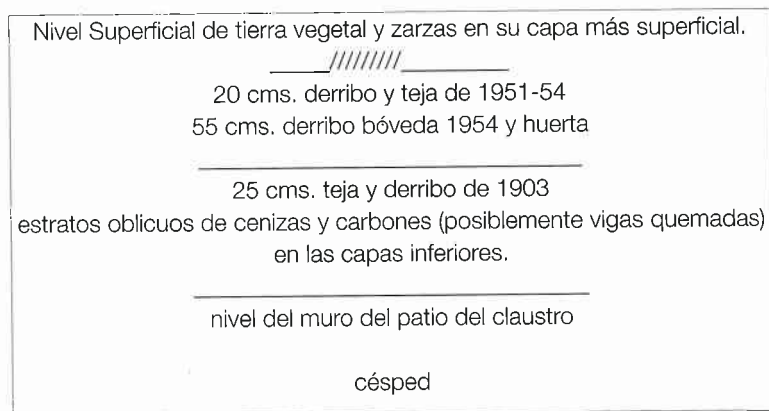 Nivel Superficial de tierra vegetal y zarzas en su capa más superficial.
____/////////________
20 cms. derribo y teja de 1951-54
55 cms. derribo bóveda 1954 y huerta
25 cms. teja y derribo de 1903
estratos oblicuos de cenizas y carbones (posiblemente vigas quemadas)
en las capas inferiores.
nivel del muro del patio del claustro
césped